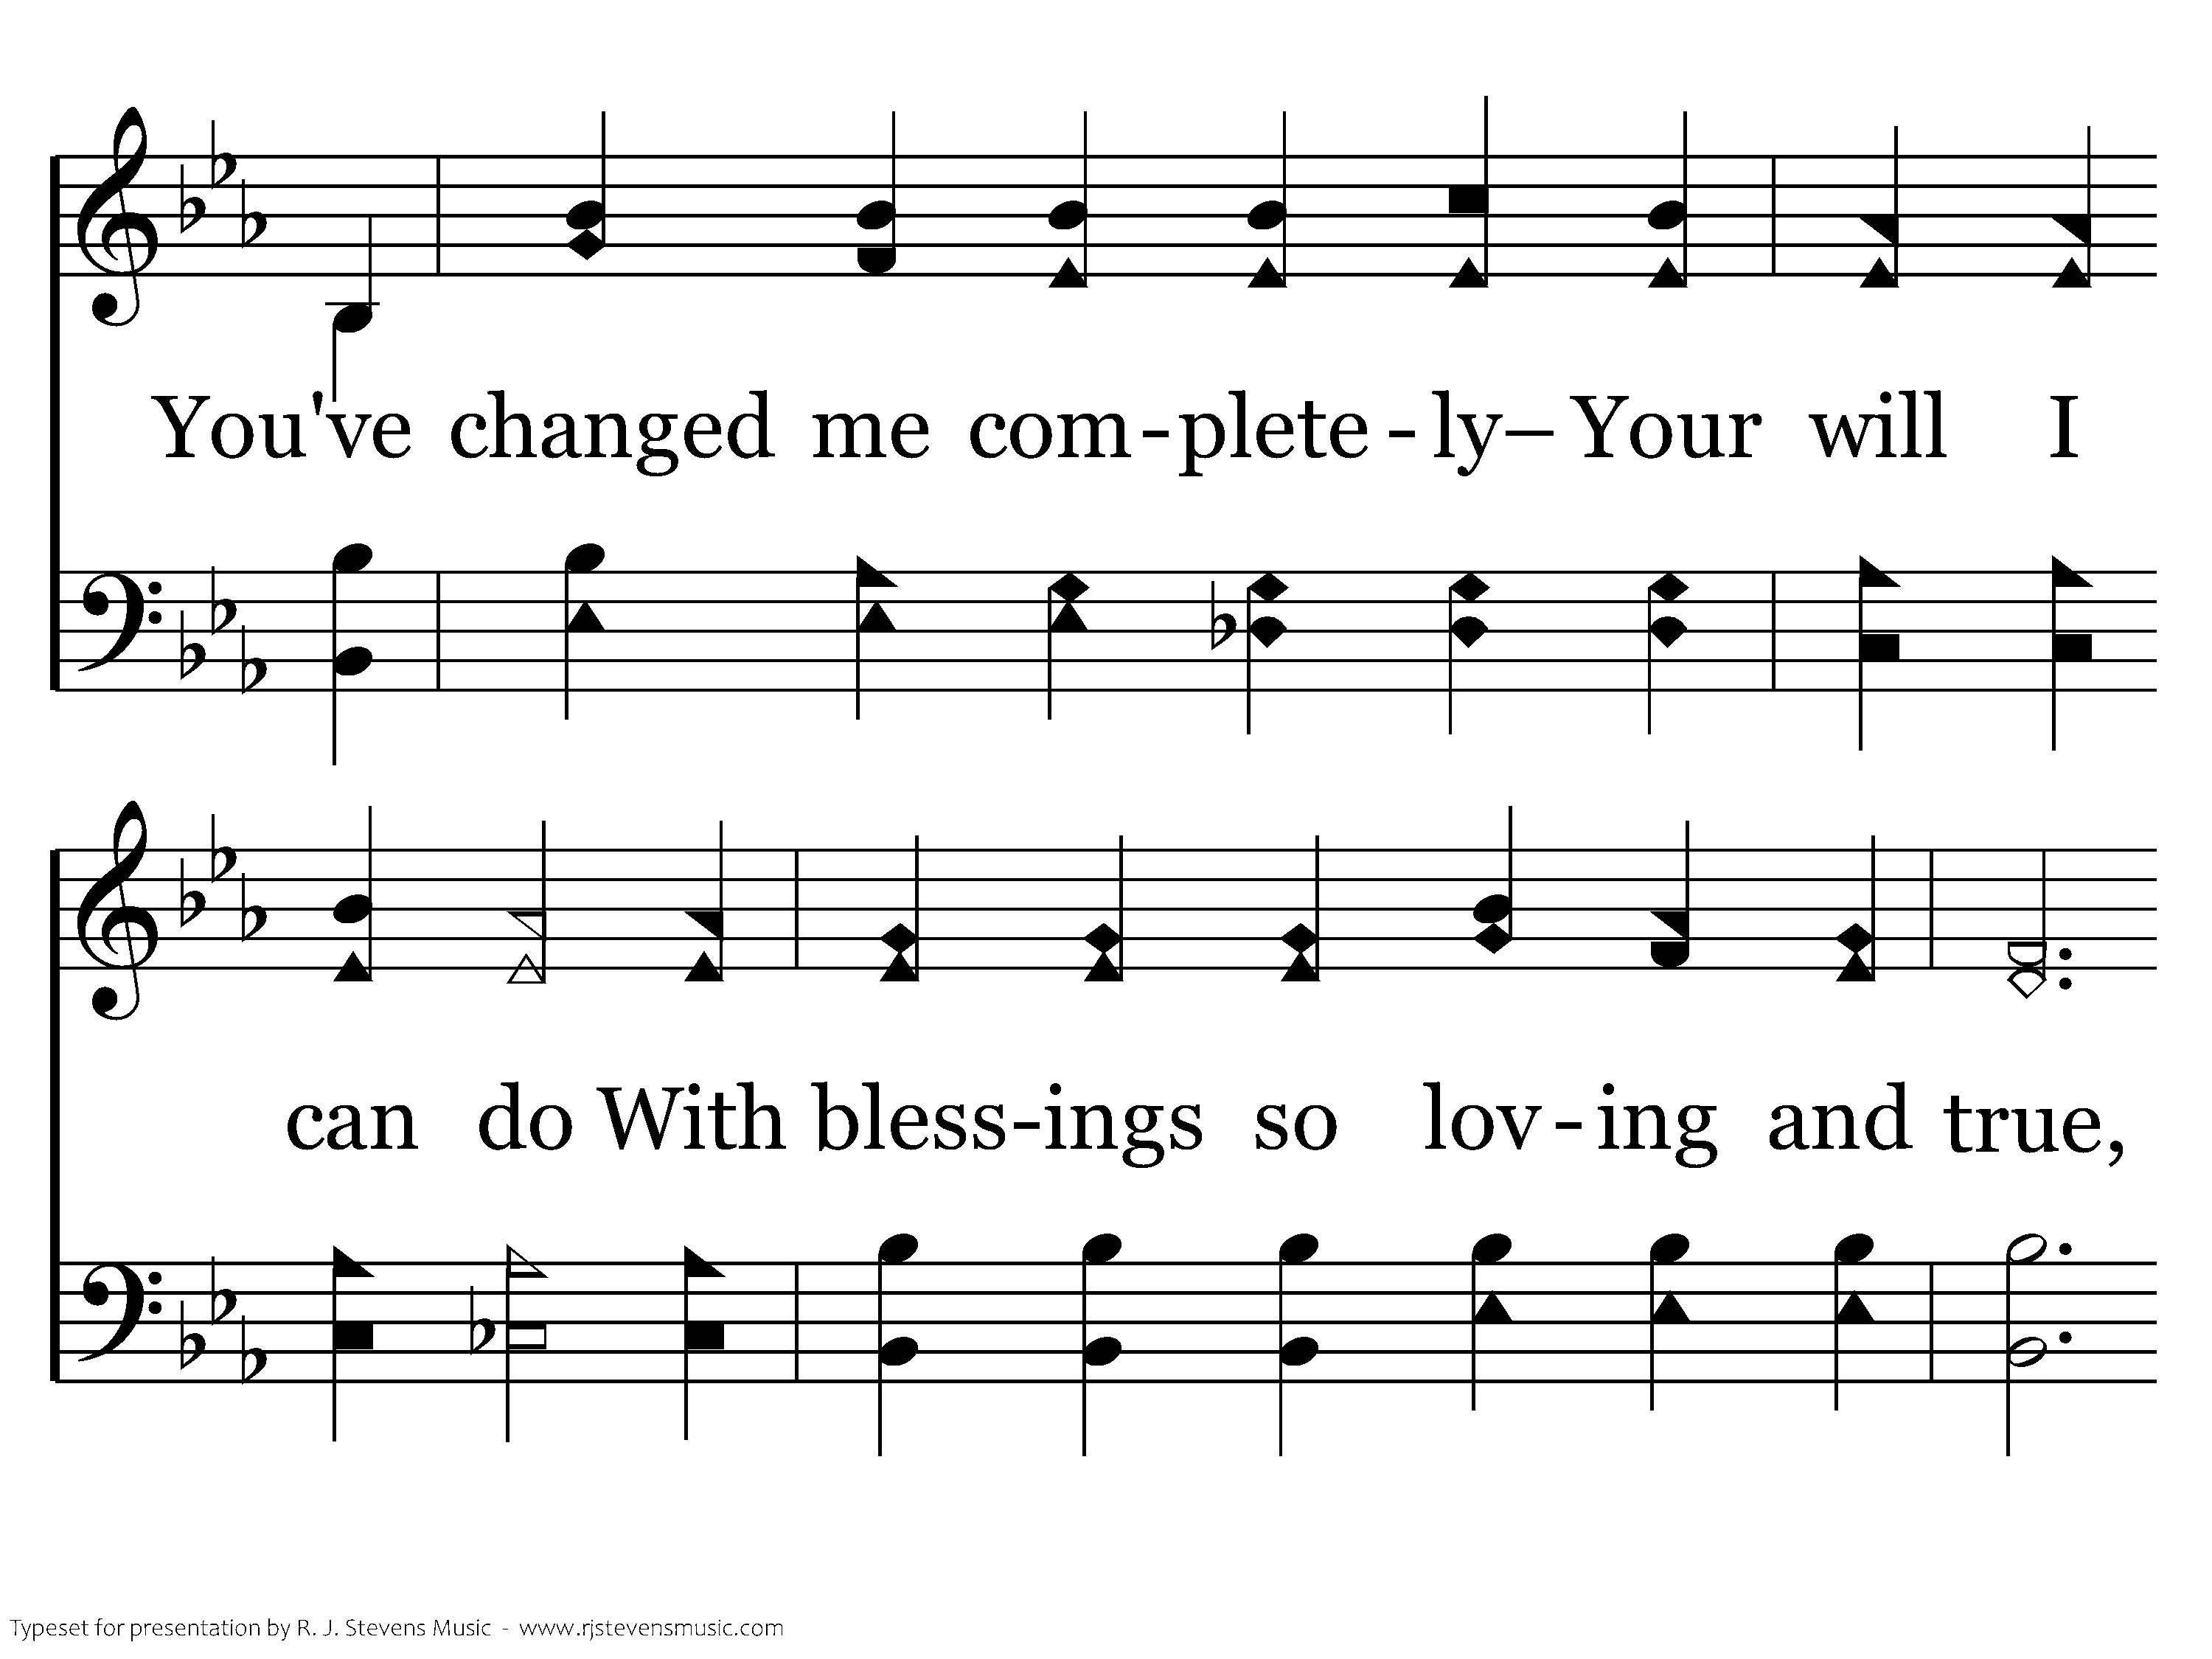 You've changed me com-plete-ly–Your will I
can do With bless-ings so lov-ing and true,
Typeset for presentation by R. J. Stevens Music - www.rjstevensmusic.com